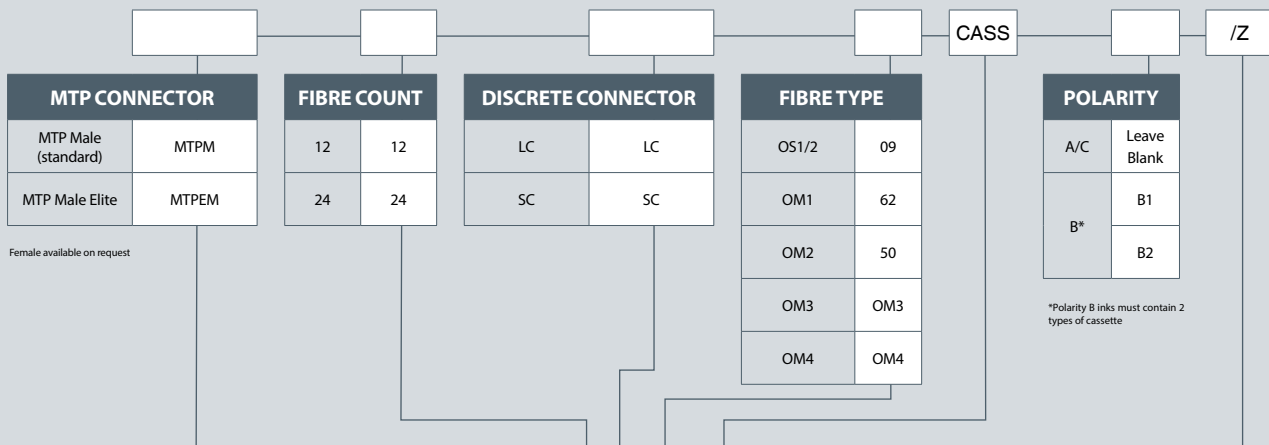 CASS
/Z
MTP CONNECTOR
MTP Male
(standard)
MTPM
MTP Male Elite
MTPEM
Female available on request
FIBRE COUNT
12
12
24
24
DISCRETE CONNECTOR
LC
LC
SC
SC
FIBRE TYPE
OS1/2
09
OM1
62
OM2
50
OM3
OM3
OM4
OM4
POLARITY
A/C
Leave
Blank
B*
B1
B2
*Polarity B inks must contain 2
types of cassette